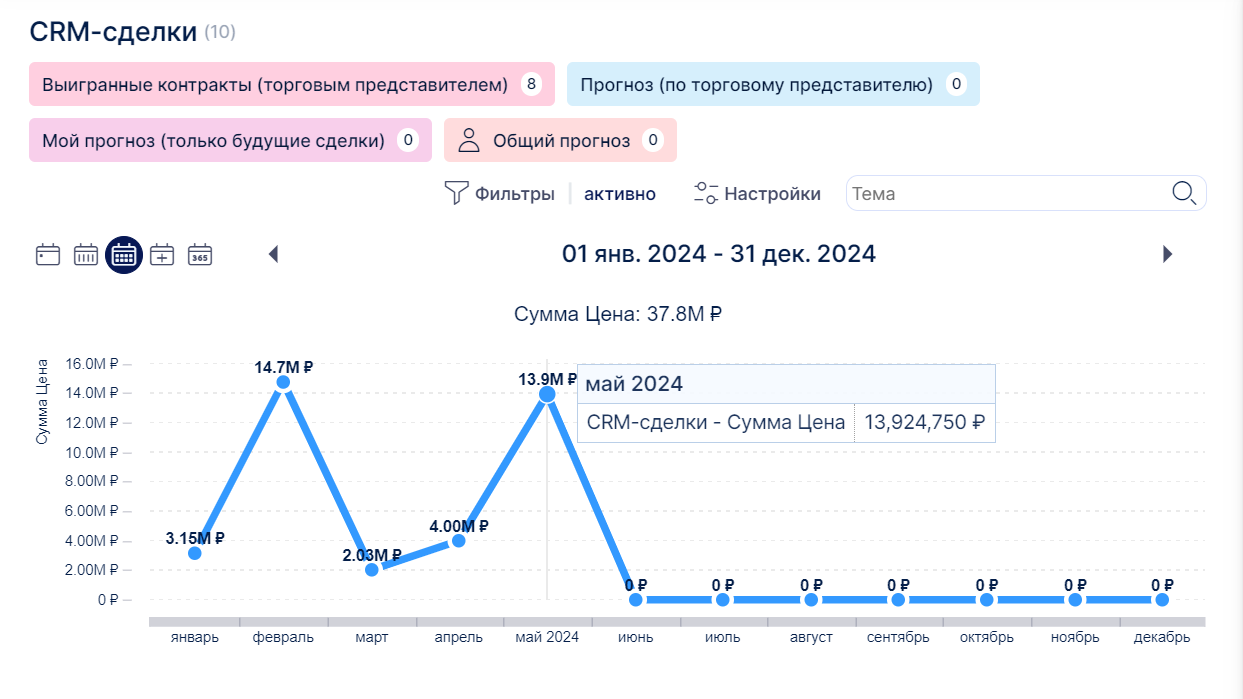 CRM-сделки (10)
Выигранные контракты (торговым представителем) 8
Прогноз (по торговому представителю) 0
Мой прогноз (только будущие сделки) 0
Общий прогноз 0
Фильтры активно Настройки Тема
365
01 янв. 2024 - 31 дек. 2024
Сумма Цена: 37.8M ₽
Сумма Цена
16.0M ₽
14.0M ₽
12.0M ₽
10.0M ₽
8.00M ₽
6.00M ₽
4.00M ₽
2.00M ₽
0 ₽
3.15M ₽
14.7M ₽
2.03M ₽
4.00M ₽
13.9M ₽
май 2024
CRM-сделки - Сумма Цена 13,924,750 ₽
0 ₽ 0 ₽ 0 ₽ 0 ₽ 0 ₽ 0 ₽ 0 ₽
январь февраль март апрель май 2024 июнь июль август сентябрь октябрь ноябрь декабрь